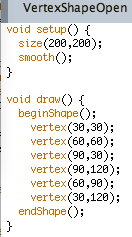 VertexShapeOpen
void setup() {
  size(200,200);
  smooth();
}

void draw() {
  beginShape();
    vertex(30,30);
    vertex(60,60);
    vertex(90,30);
    vertex(90,120);
    vertex(60,90);
    vertex(30,120);
  endShape();
}